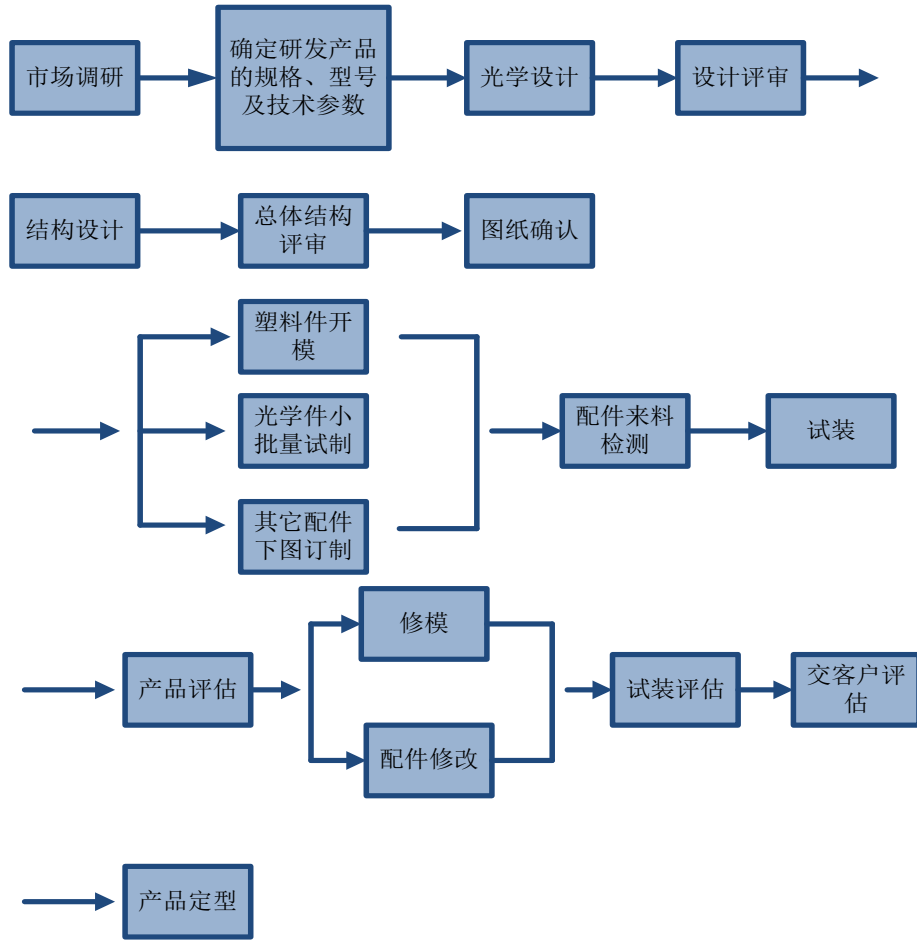 市场调研
确定研发产品
的规格、型号
及技术参数
光学设计
设计评审
结构设计
总体结构
评审
图纸确认
塑料件开
模
光学件小
批量试制
其它配件
下图订制
配件来料
检测
试装
产品评估
修模
配件修改
试装评估
交客户评
估
产品定型